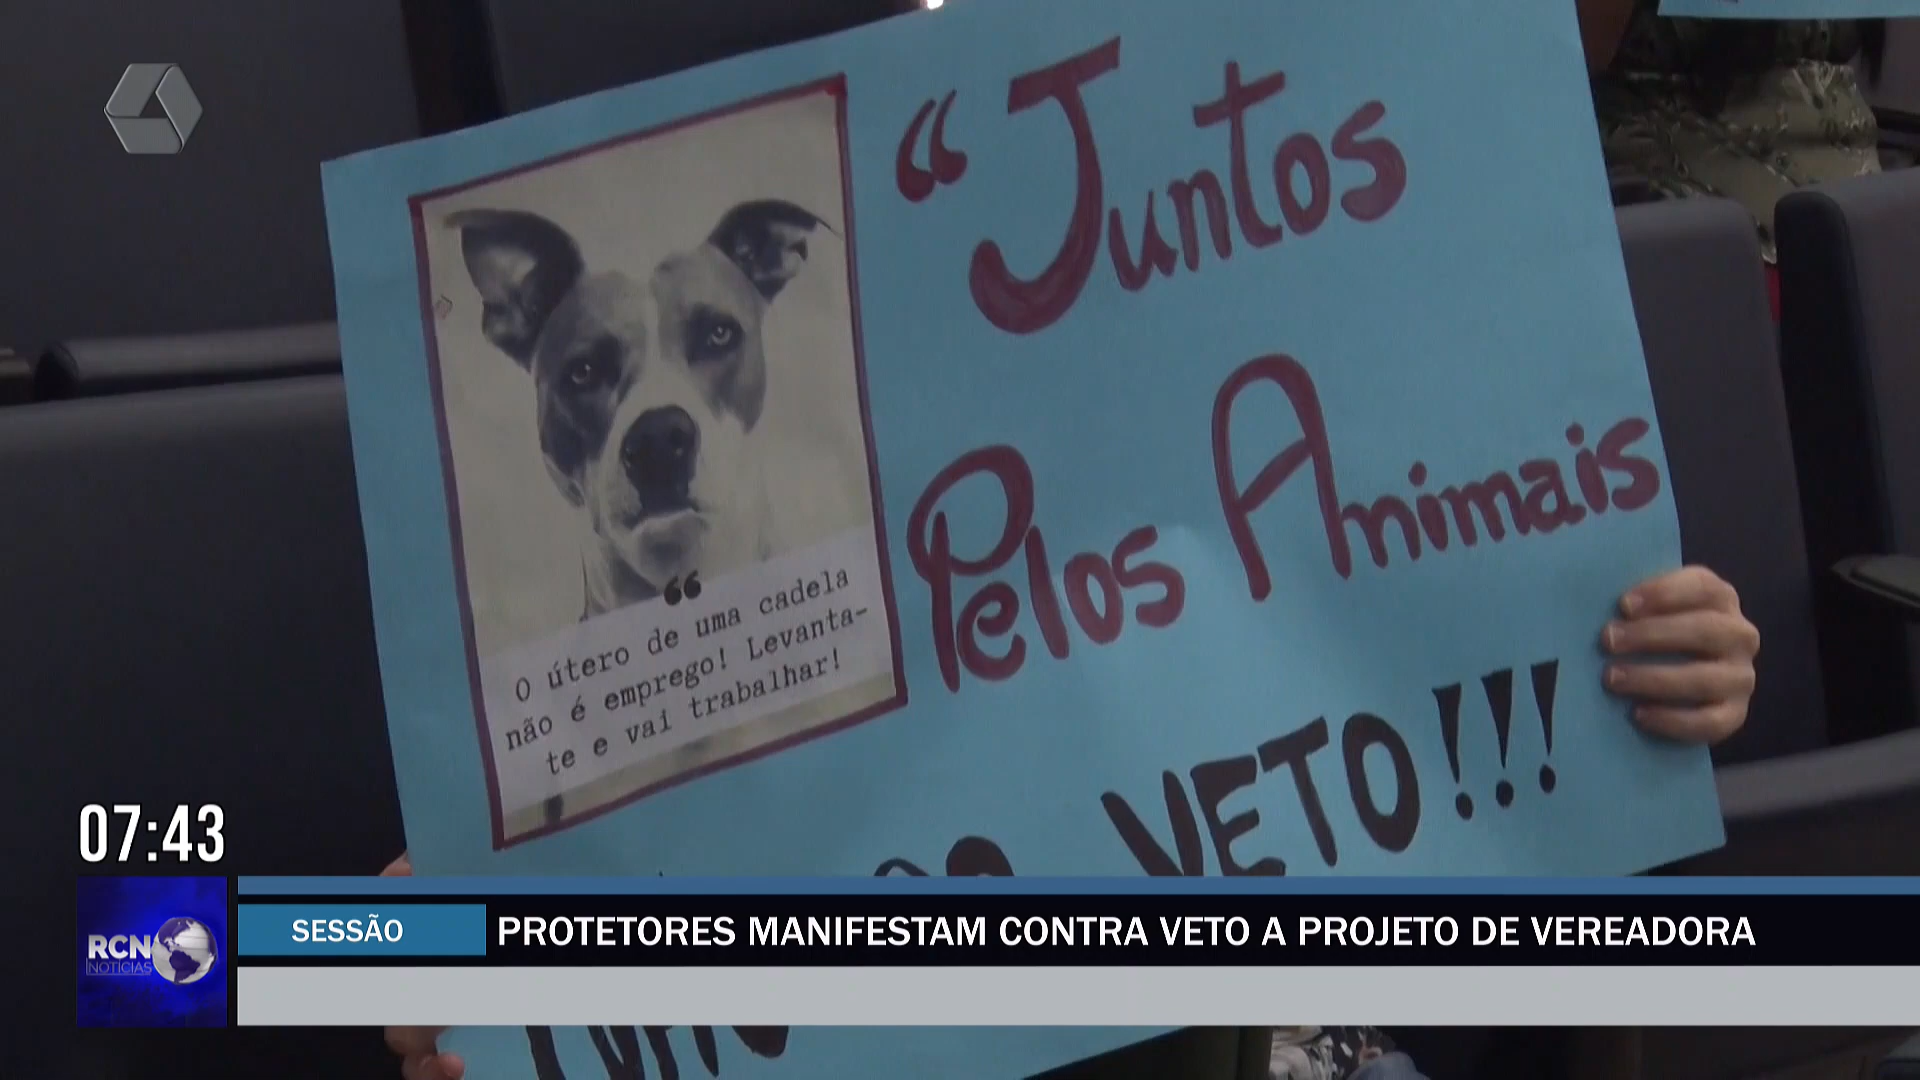 “Juntos
Pelos Animais
VETO!!!
“
O útero de uma cadela
não é emprego! Levanta-
te e vai trabalhar!
07:43
RCN
NOTÍCIAS
SESSÃO
PROTETORES MANIFESTAM CONTRA VETO A PROJETO DE VEREADORA